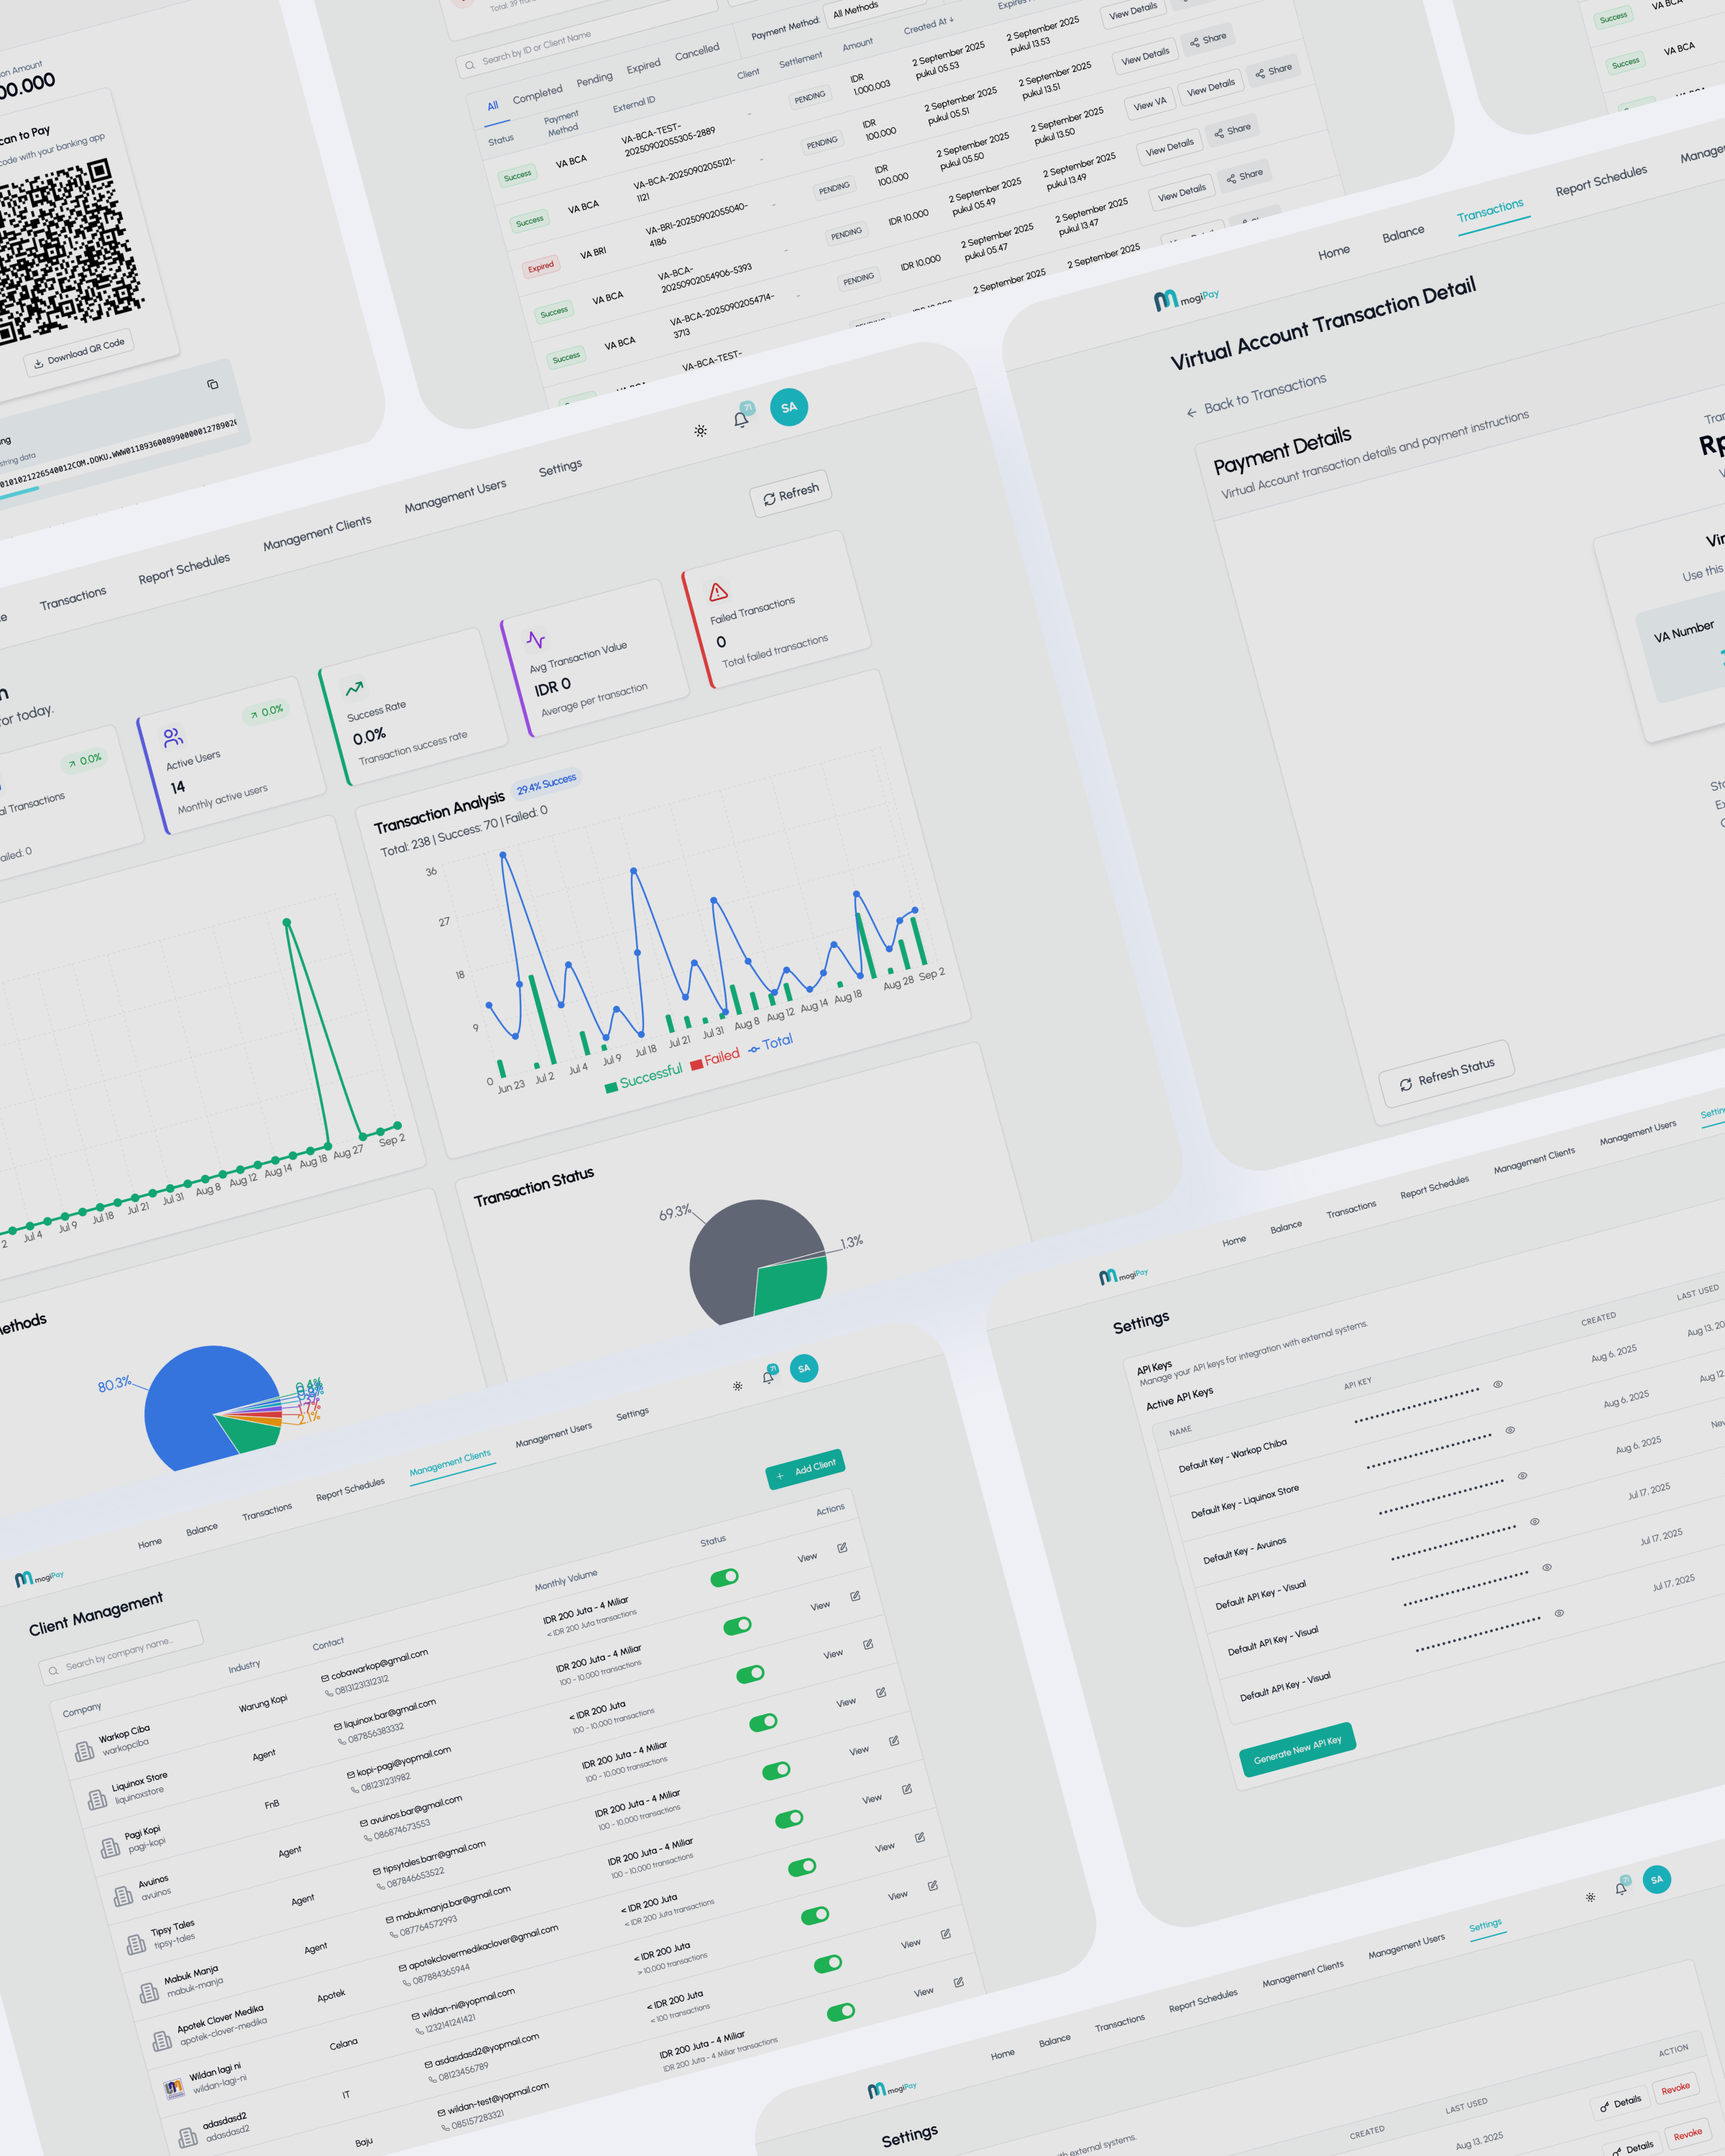 00.000
can to Pay
code with your banking app
Download QR Code
string data
Search by ID or Client Name
All
Completed
Pending
Expired
Cancelled
Payment Method:
All Methods
Status
Payment Method
External ID
Client
Settlement
Amount
Created At ↓
Success
VA BCA
VA-BCA-TEST-
20250902055305-2889
-
PENDING
IDR
1.000.003
2 September 2025
pukul 05.53
2 September 2025
pukul 13.53
View Details
Success
VA BCA
VA-BCA-20250902055121-
1121
-
PENDING
IDR
100.000
2 September 2025
pukul 05.51
2 September 2025
pukul 13.51
View Details
Share
Expired
VA BRI
VA-BRI-20250902055040-
4186
-
PENDING
IDR
100.000
2 September 2025
pukul 05.50
2 September 2025
pukul 13.50
View VA
View Details
Share
Success
VA BCA
VA-BCA-
20250902054906-5393
-
PENDING
IDR 10.000
2 September 2025
pukul 05.49
2 September 2025
pukul 13.49
View Details
Share
Success
VA BCA
VA-BCA-20250902054714-
3713
-
PENDING
IDR 10.000
2 September 2025
pukul 05.47
2 September 2025
pukul 13.47
View Details
Share
VA-BCA-TEST-
2 September 2025
2 September 2025
Success
VA BCA
Success
VA BCA
mogiPay
Home
Balance
Transactions
Report Schedules
Virtual Account Transaction Detail
Back to Transactions
Payment Details
Virtual Account transaction details and payment instructions
Rp
Use this
VA Number
Refresh Status
Transactions
Report Schedules
Management Clients
Management Users
Settings
71
SA
Refresh
or today.
0.0%
al Transactions
ailed: 0
0.0%
Active Users
14
Monthly active users
Success Rate
0.0%
Transaction success rate
Avg Transaction Value
IDR 0
Average per transaction
Failed Transactions
0
Total failed transactions
2
Jul 4
Jul 9
Jul 18
Jul 21
Jul 31
Aug 8
Aug 12
Aug 14
Aug 18
Aug 27
Sep 2
Transaction Analysis
29.4% Success
Total: 238 | Success: 70 | Failed: 0
36
27
18
9
0
Jun 23
Jul 2
Jul 4
Jul 9
Jul 18
Jul 21
Jul 31
Aug 8
Aug 12
Aug 14
Aug 18
Aug 28
Sep 2
Successful
Failed
Total
ethods
80.3%
2.1%
Transaction Status
69.3%
1.3%
mogiPay
Home
Balance
Transactions
Report Schedules
Management Clients
Management Users
Settings
71
SA
Client Management
Add Client
Search by company name...
Company
Industry
Contact
Monthly Volume
Status
Actions
Warkop Ciba
warkopciba
Warung Kopi
cobawarkop@gmail.com
08131231312312
IDR 200 Juta - 4 Miliar
< IDR 200 Juta transactions
View
Liquinox Store
liquinoxstore
Agent
liquinox.bar@gmail.com
087856383332
IDR 200 Juta - 4 Miliar
100 - 10.000 transactions
View
Pagi Kopi
pagi-kopi
FnB
kopi-pagi@yopmail.com
081231231982
< IDR 200 Juta
100 - 10.000 transactions
View
Avuinos
avuinos
Agent
avuinos.bar@gmail.com
086874673553
IDR 200 Juta - 4 Miliar
100 - 10.000 transactions
View
Tipsy Tales
tipsy-tales
Agent
tipsytales.barr@gmail.com
087846653522
IDR 200 Juta - 4 Miliar
100 - 10.000 transactions
View
Mabuk Manja
mabuk-manja
Agent
mabukmanja.bar@gmail.com
087764572993
IDR 200 Juta - 4 Miliar
100 - 10.000 transactions
View
Apotek Clover Medika
apotek-clover-medika
Apotek
apotekclovermedikaclover@gmail.com
087884365944
< IDR 200 Juta
< IDR 200 Juta transactions
View
Wildan lagi ni
wildan-lagi-ni
Celana
wildan-ni@yopmail.com
1232141241421
< IDR 200 Juta
> 10.000 transactions
View
adasdasd2
adasdasd2
IT
asdasdasd2@yopmail.com
08123456789
< IDR 200 Juta
< 100 transactions
View
Baju
wildan-test@yopmail.com
085157283321
IDR 200 Juta - 4 Miliar
IDR 200 Juta - 4 Miliar transactions
View
mogiPay
Home
Balance
Transactions
Report Schedules
Management Clients
Management Users
Settings
API Keys
Manage your API keys for integration with external systems.
Active API Keys
NAME
API KEY
CREATED
LAST USED
Default Key - Warkop Chiba
Aug 6, 2025
Default Key - Liquinox Store
Aug 6, 2025
Default Key - Avuinos
Aug 6, 2025
Default API Key - Visual
Jul 17, 2025
Default API Key - Visual
Jul 17, 2025
Default API Key - Visual
Jul 17, 2025
Generate New API Key
mogiPay
Home
Balance
Transactions
Report Schedules
Management Clients
Management Users
Settings
SA
Settings
external systems.
CREATED
LAST USED
ACTION
Aug 13, 2025
Details
Revoke
Details
Revoke